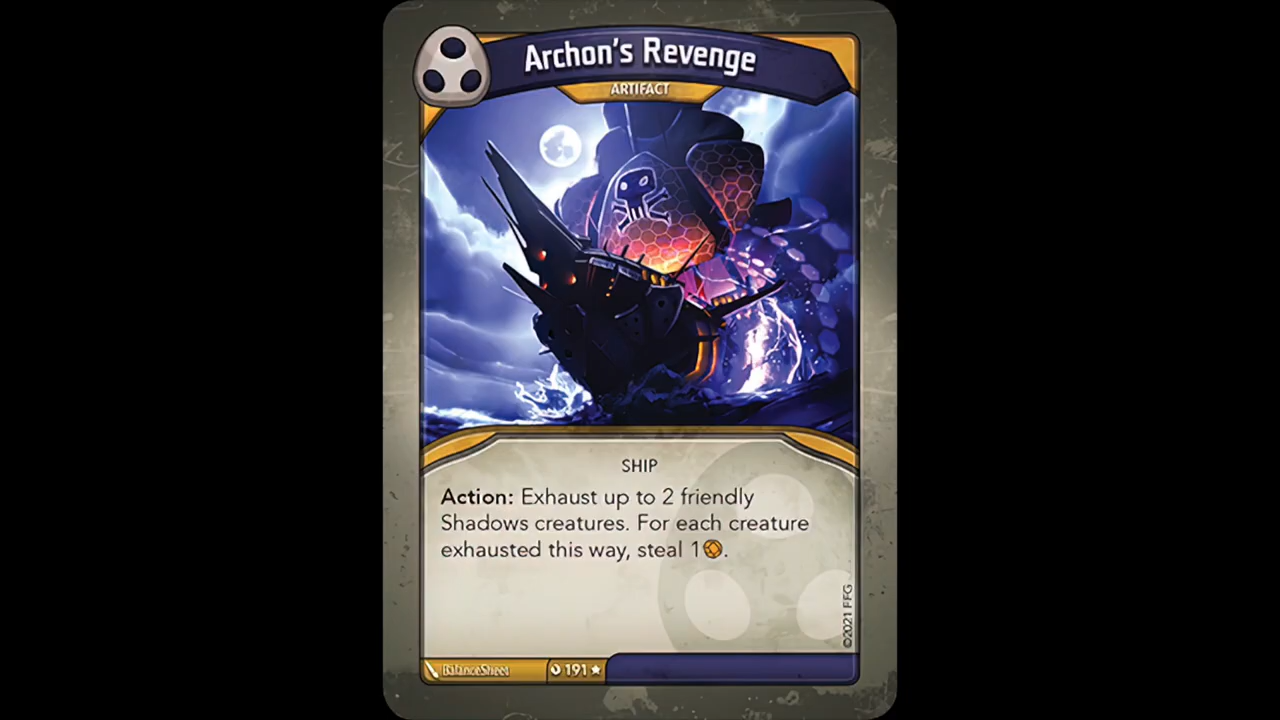 Archon's Revenge
ARTIFACT
SHIP
Action: Exhaust up to 2 friendly
Shadows creatures. For each creature
exhausted this way, steal 1.
©2021 FFG
BalanceSheet
191